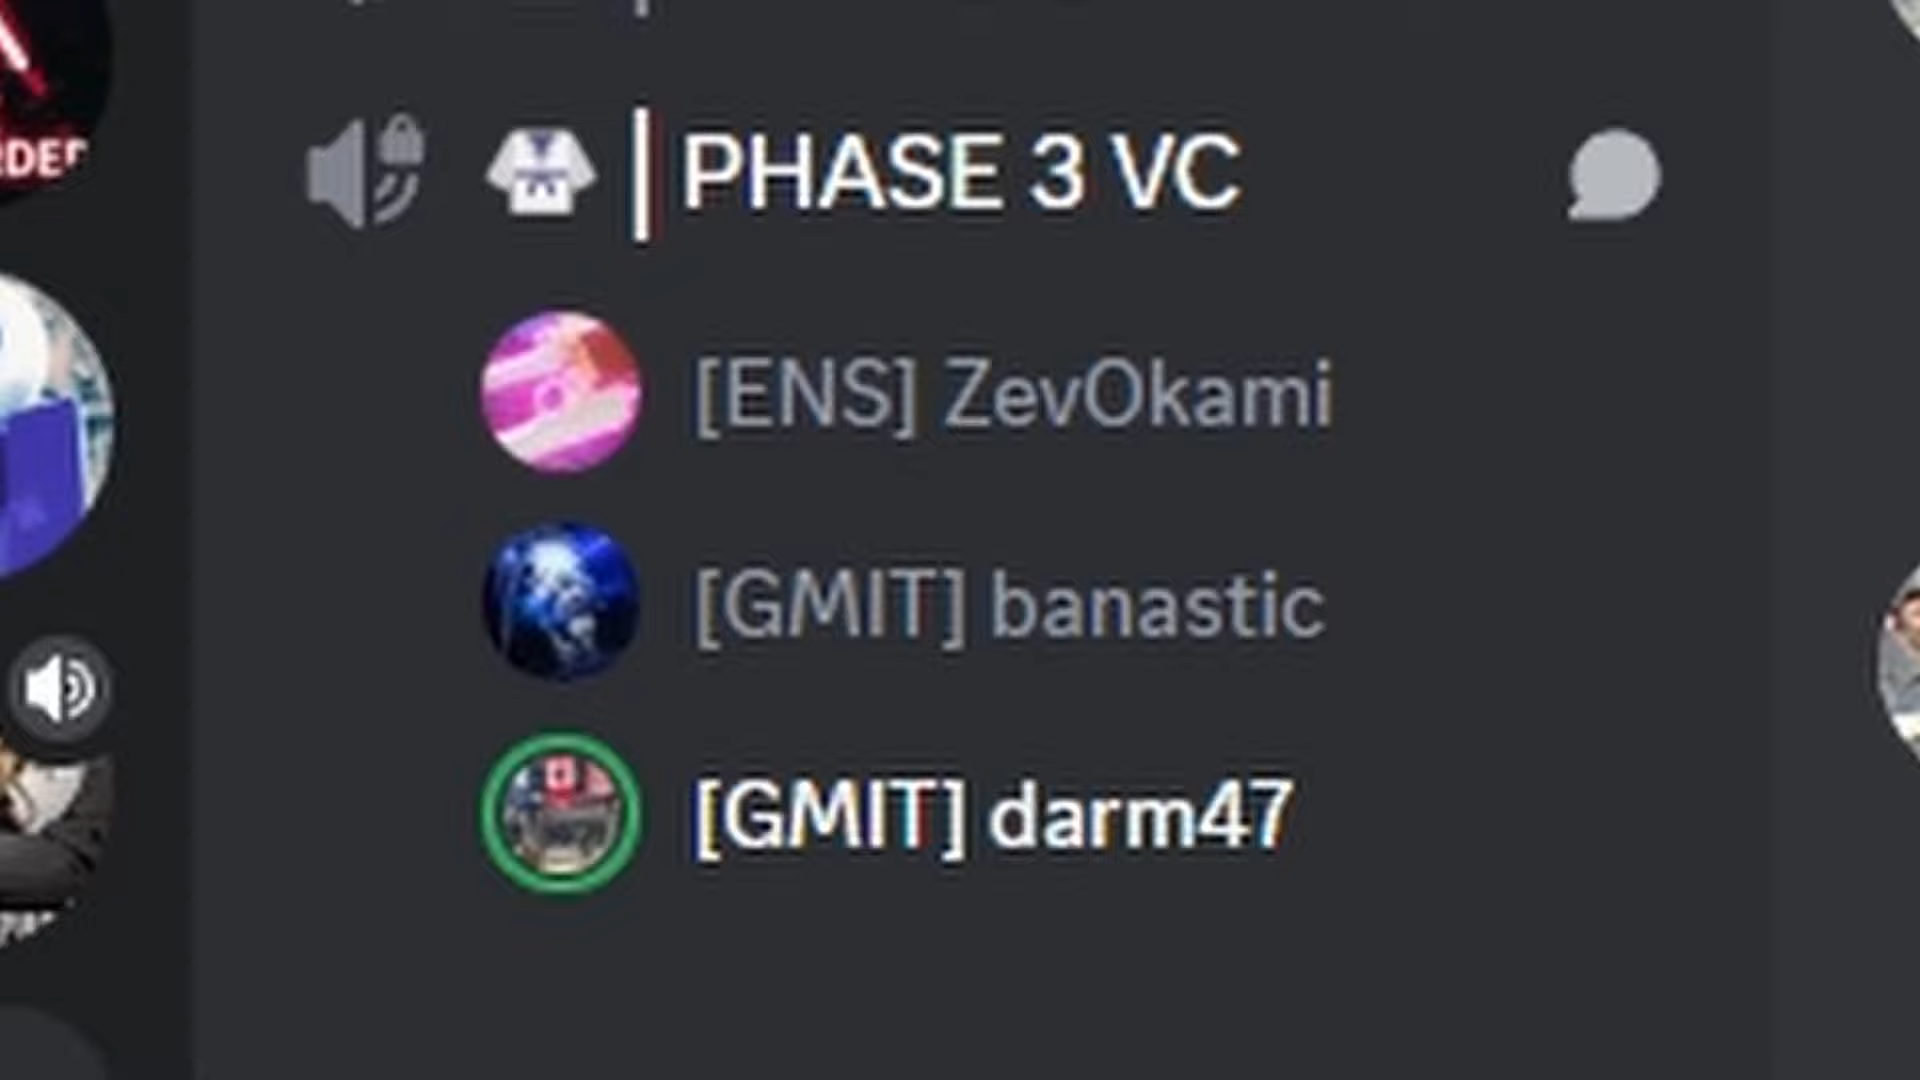 PHASE 3 VC
[ENS] ZevOkami
[GMIT] banastic
[GMIT] darm47